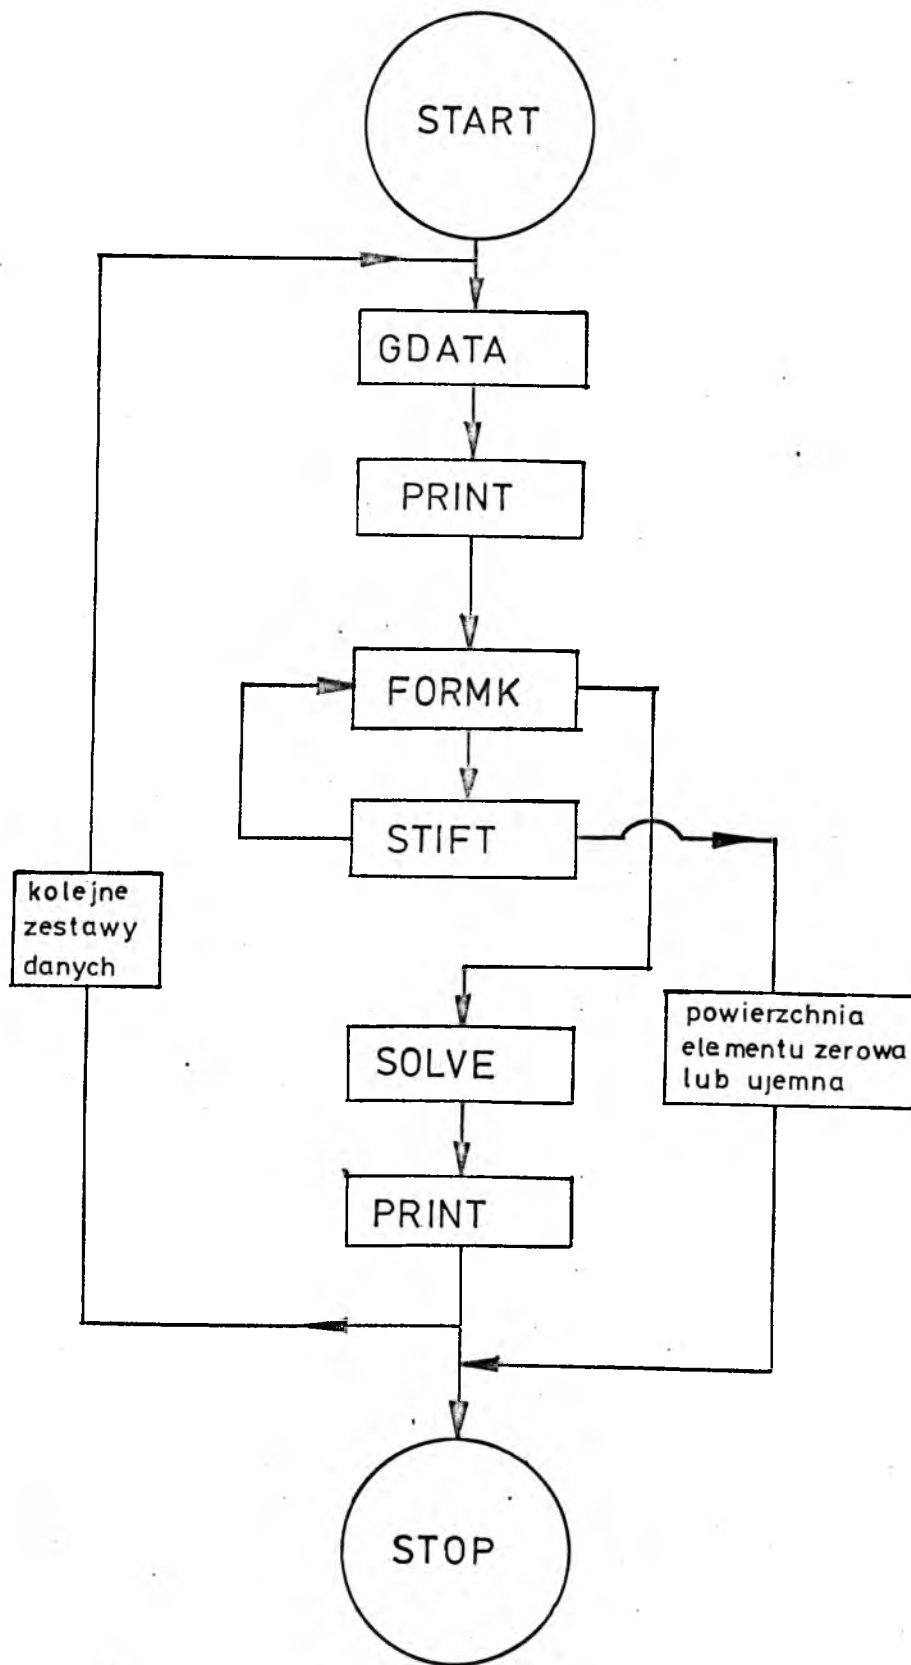 START
GDATA
PRINT
FORMK
STIFT
kolejne
zestawy
danych
powierzchnia
elementu zerowa
lub ujemna
SOLVE
PRINT
STOP